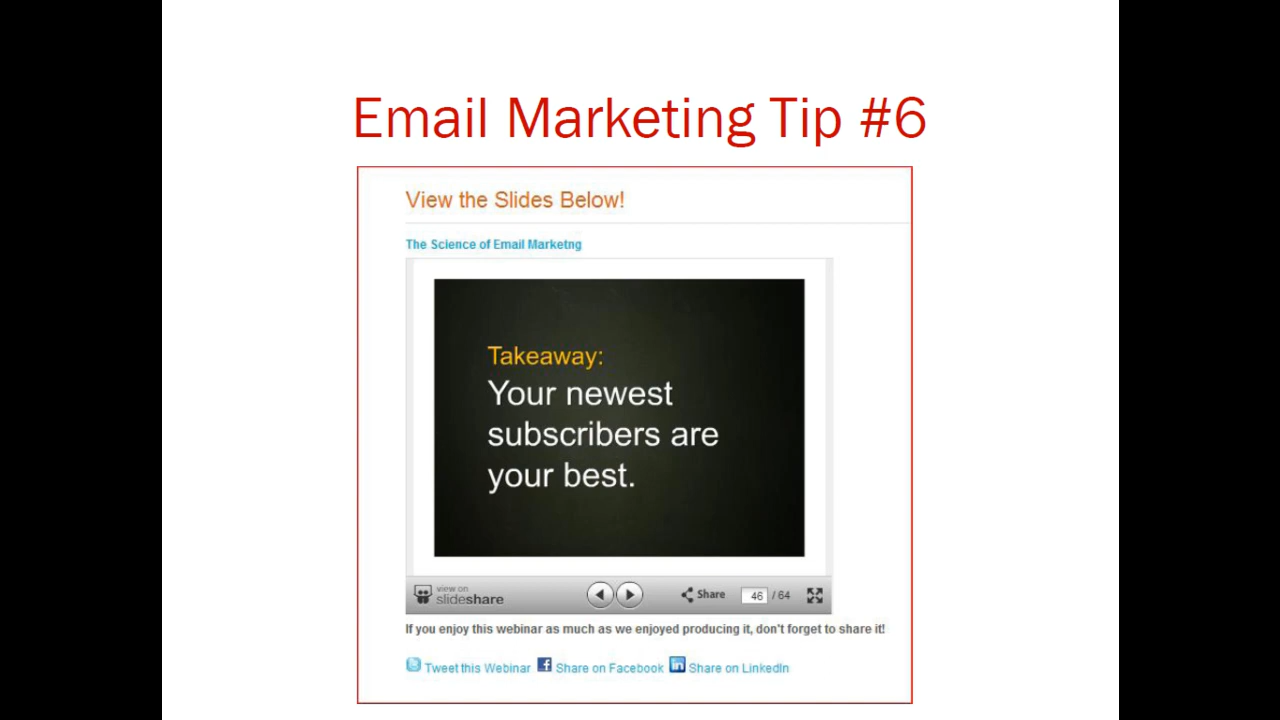 Email Marketing Tip #6
View the Slides Below!
The Science of Email Marketng
Takeaway:
Your newest
subscribers are
your best.
view on
slideshare
Share
46 / 64
If you enjoy this webinar as much as we enjoyed producing it, don't forget to share it!
Tweet this Webinar Share on Facebook in Share on LinkedIn